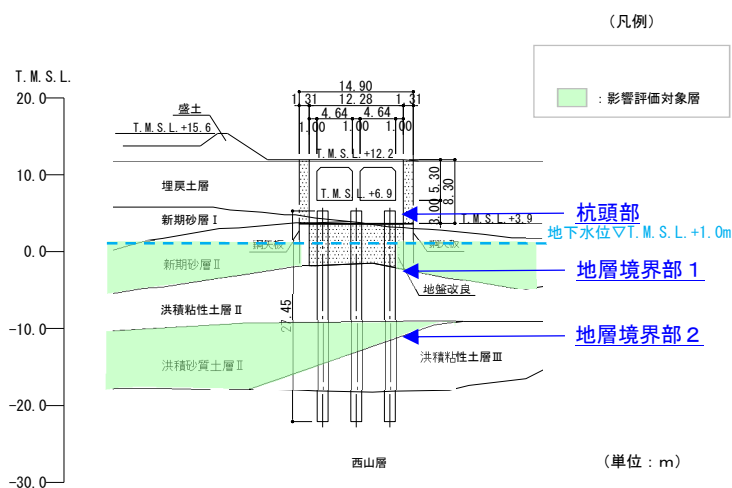 (凡例)
：影響評価対象層
T.M.S.L.
20.0
10.0
0.0
-10.0
-20.0
-30.0
14.90
1.31
12.28
1.31
4.64
4.64
1.00
1.00
1.00
盛土
T.M.S.L.+15.6
T.M.S.L.+12.2
埋戻土層
T.M.S.L.+6.9
5.30
8.30
3.00
杭頭部
新期砂層Ⅰ
T.M.S.L.+3.9
地下水位▽T.M.S.L.+1.0m
鋼矢板
鋼矢板
新期砂層Ⅱ
地層境界部１
地盤改良
洪積粘性土層Ⅱ
27.45
地層境界部２
洪積砂質土層Ⅱ
洪積粘性土層Ⅲ
西山層
(単位：m)